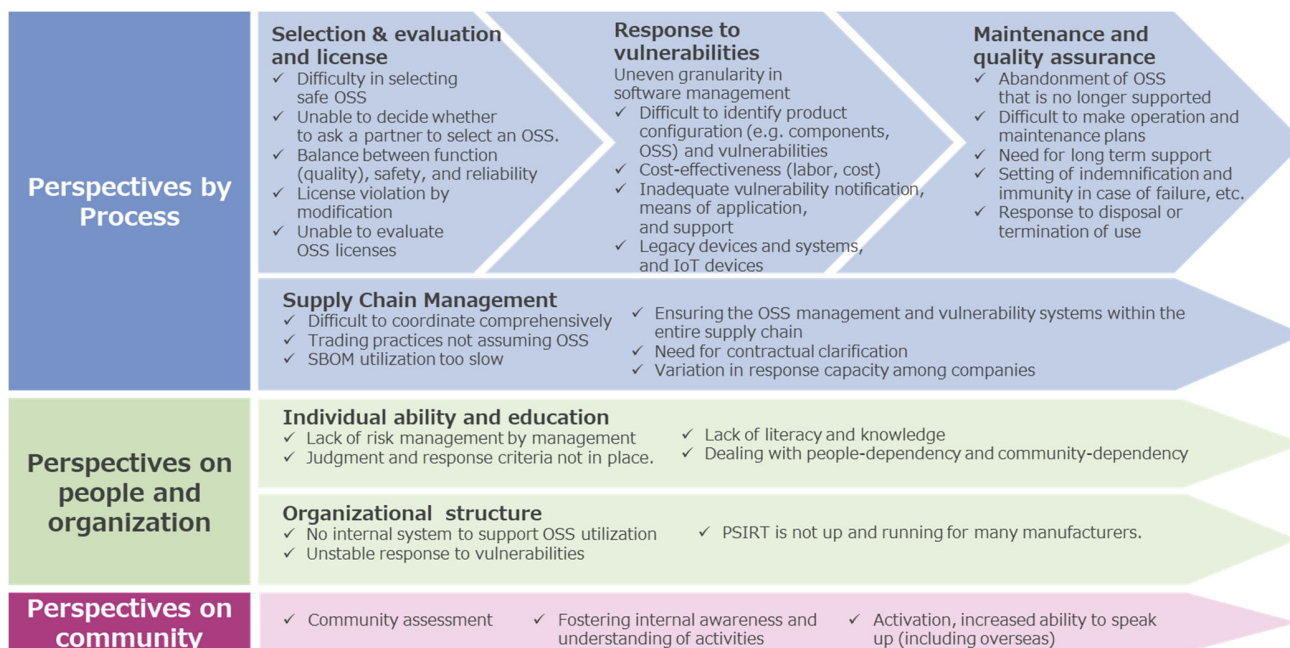 Perspectives by
Process
Selection & evaluation
and license
✓ Difficulty in selecting
safe OSS
✓ Unable to decide whether
to ask a partner to select an OSS.
✓ Balance between function
(quality), safety, and reliability
✓ License violation by
modification
✓ Unable to evaluate
OSS licenses
Response to
vulnerabilities
Uneven granularity in
software management
✓ Difficult to identify product
configuration (e.g. components,
OSS) and vulnerabilities
✓ Cost-effectiveness (labor, cost)
✓ Inadequate vulnerability notification,
means of application,
and support
✓ Legacy devices and systems,
and IoT devices
Maintenance and
quality assurance
✓ Abandonment of OSS
that is no longer supported
✓ Difficult to make operation and
maintenance plans
✓ Need for long term support
✓ Setting of indemnification and
immunity in case of failure, etc.
✓ Response to disposal or
termination of use
Supply Chain Management
✓ Difficult to coordinate comprehensively
✓ Trading practices not assuming OSS
✓ SBOM utilization too slow
✓ Ensuring the OSS management and vulnerability systems within the
entire supply chain
✓ Need for contractual clarification
✓ Variation in response capacity among companies
Perspectives on
people and
organization
Individual ability and education
✓ Lack of risk management by management
✓ Judgment and response criteria not in place.
✓ Lack of literacy and knowledge
✓ Dealing with people-dependency and community-dependency
Organizational structure
✓ No internal system to support OSS utilization
✓ Unstable response to vulnerabilities
✓ PSIRT is not up and running for many manufacturers.
Perspectives on
community
✓ Community assessment
✓ Fostering internal awareness and
understanding of activities
✓ Activation, increased ability to speak
up (including overseas)